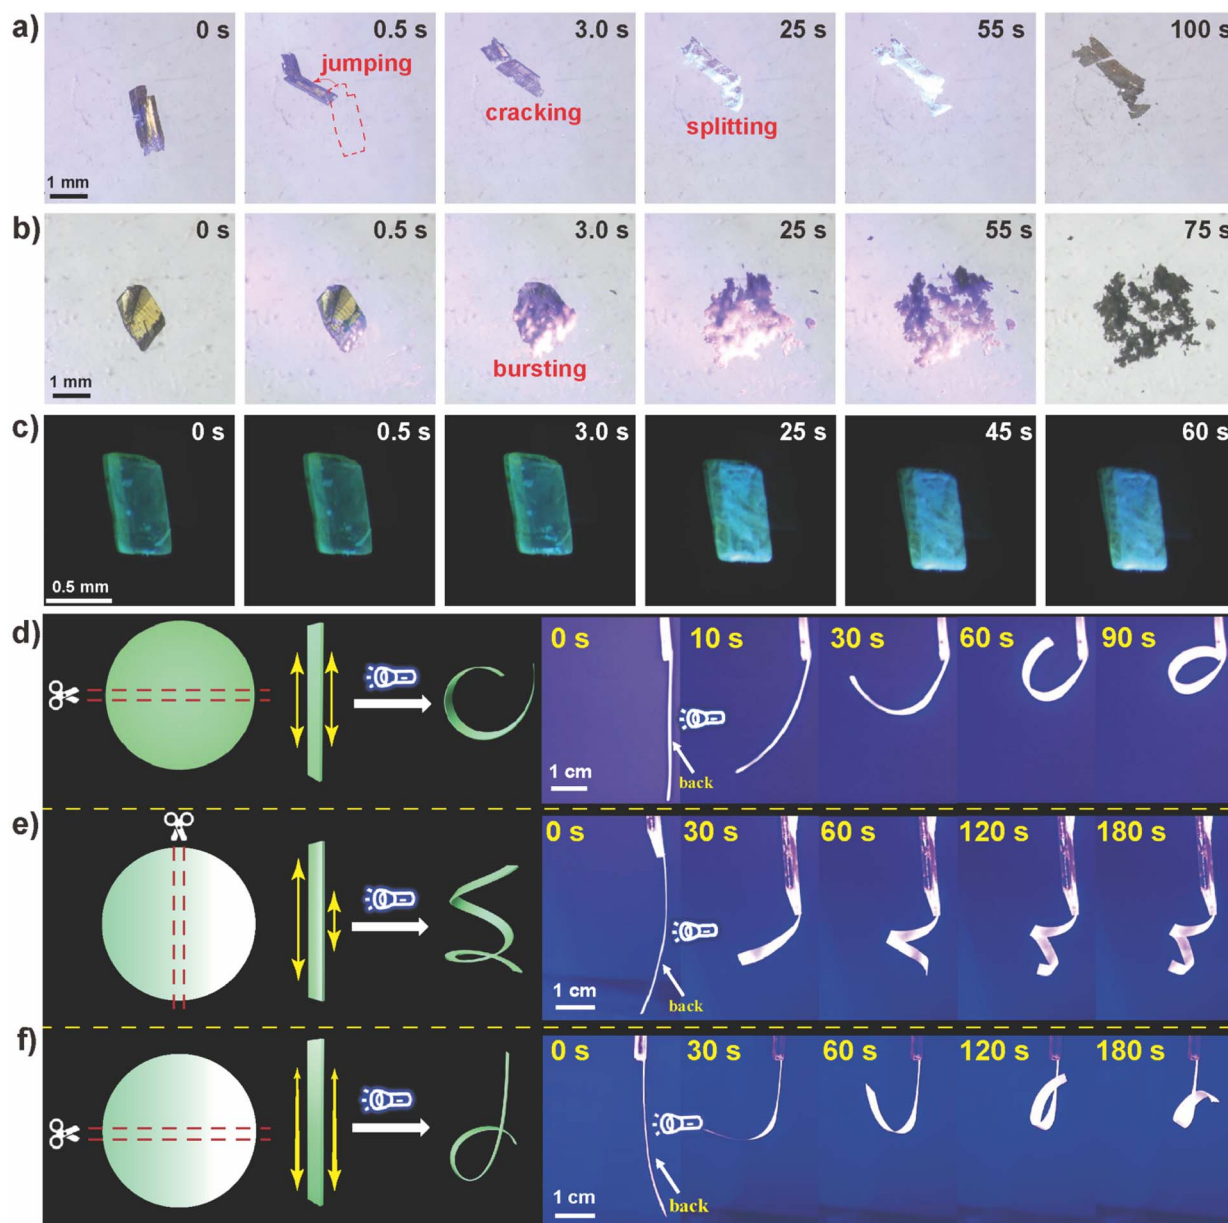 a)
0 s
0.5 s
3.0 s
25 s
55 s
100 s
jumping
cracking
splitting
1 mm
b)
0 s
0.5 s
3.0 s
25 s
55 s
75 s
bursting
1 mm
c)
0 s
0.5 s
3.0 s
25 s
45 s
60 s
0.5 mm
d)
0 s
10 s
30 s
60 s
90 s
1 cm
back
e)
0 s
30 s
60 s
120 s
180 s
1 cm
back
f)
0 s
30 s
60 s
120 s
180 s
1 cm
back